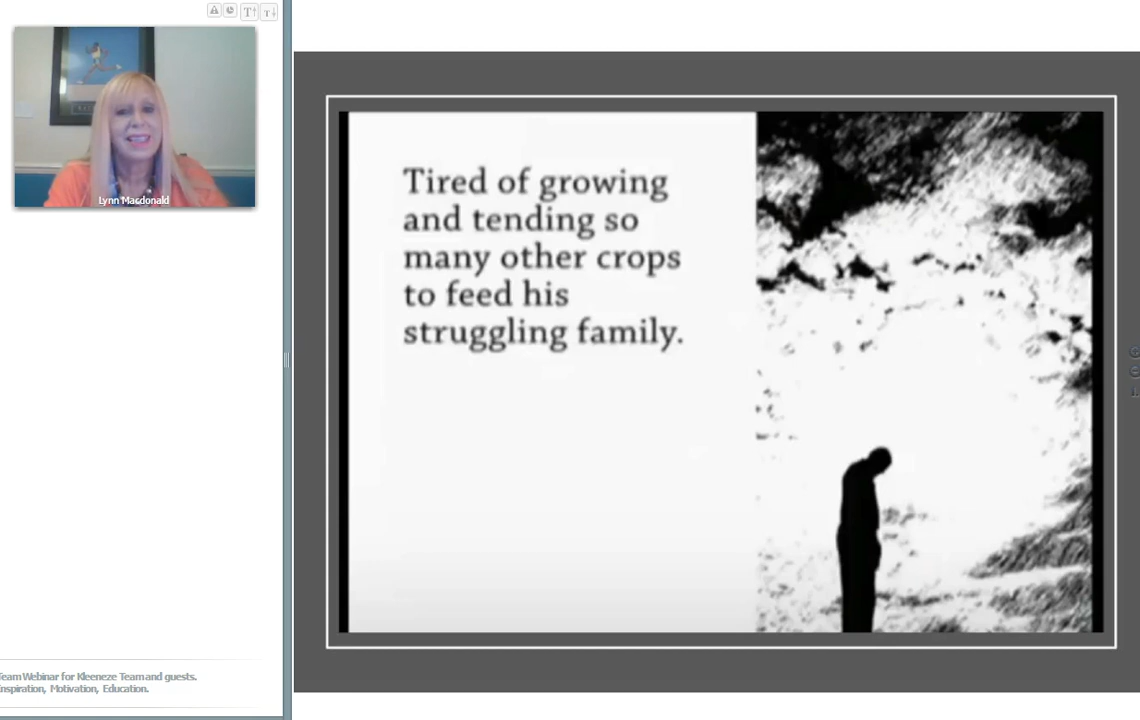 T↑ T↓
Lynn Macdonald
Tired of growing
and tending so
many other crops
to feed his
struggling family.
Team Webinar for Kleeneze Team and guests.
Inspiration, Motivation, Education.